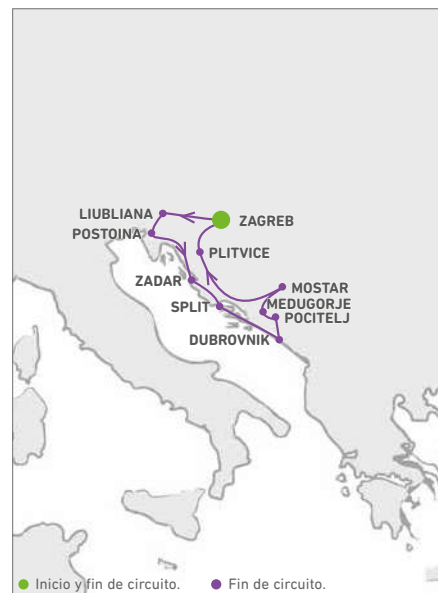 LIUBLIANA
ZAGREB
POSTOINA
PLITVICE
ZADAR
MOSTAR
MEDUGORJE
SPLIT
POCITELJ
DUBROVNIK
Inicio y fin de circuito.
Fin de circuito.